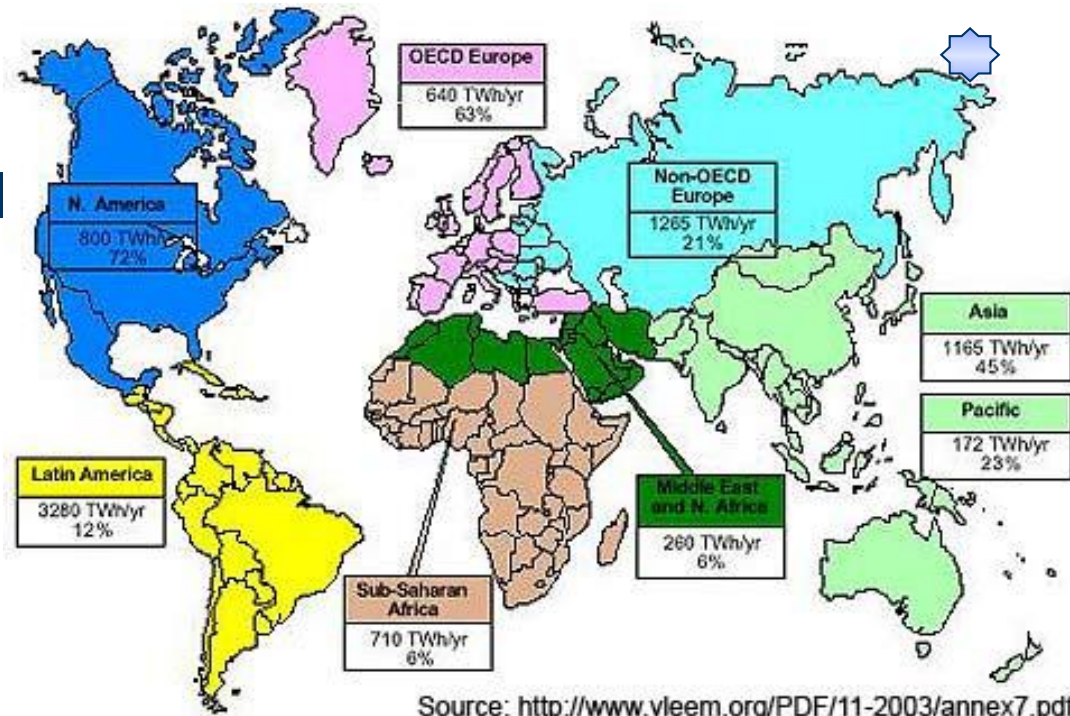 OECD Europe
640 TWh/yr
63%
N. America
800 TWh/yr
72%
Non-OECD
Europe
1265 TWh/yr
21%
Asia
1165 TWh/yr
45%
Pacific
172 TWh/yr
23%
Latin America
3280 TWh/yr
12%
Middle East
and N. Africa
260 TWh/yr
6%
Sub-Saharan
Africa
710 TWh/yr
6%
Source: http://www.vleem.org/PDF/11-2003/annex7.pdf